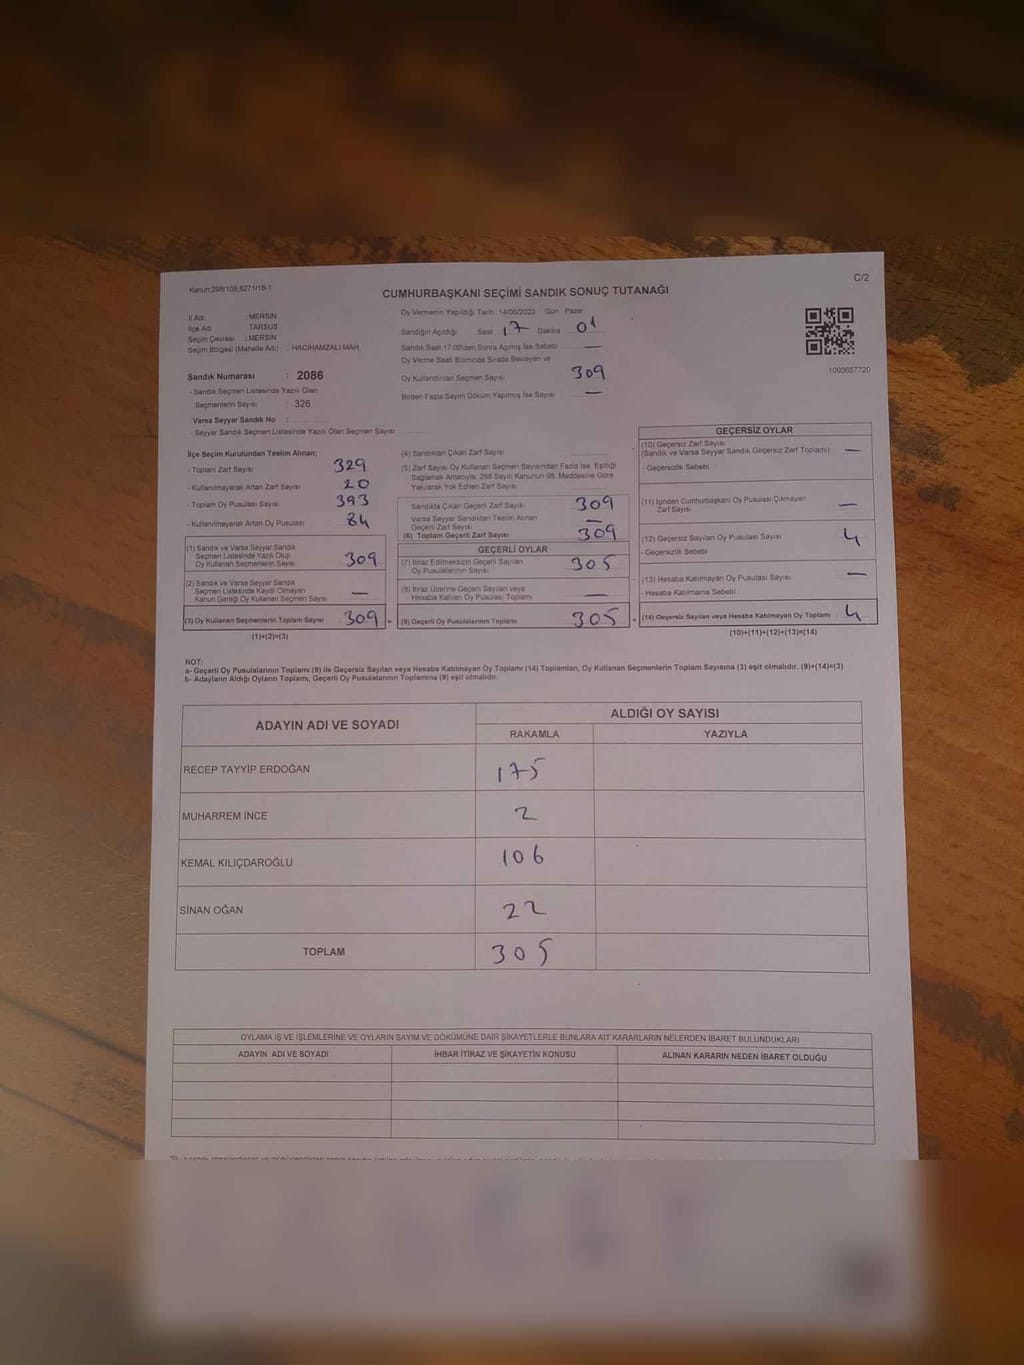 C/2
Kanun:298/105,6271/18-1
CUMHURBAŞKANI SEÇİMİ SANDIK SONUÇ TUTANAĞI
İl Adı : MERSİN
İlçe Adı : TARSUS
Seçim Çevresi : MERSİN
Seçim Bölgesi (Mahalle Adı) : HACIHAMZALI MAH.
Sandık Numarası : 2086
- Sandık Seçmen Listesinde Yazılı Olan
Seçmenlerin Sayısı : 326
Varsa Seyyar Sandık No :
- Seyyar Sandık Seçmen Listesinde Yazılı Olan Seçmen Sayısı
Oy Vermenin Yapıldığı Tarih: 14/05/2023 Gün Pazar
Sandığın Açıldığı Saat 17 Dakika 01
Sandık Saat 17:00'den Sonra Açmış İse Sebebi —
Oy Verme Saati Bitiminde Sırada Bekleyen ve
Oy Kullandırılan Seçmen Sayısı 309
Birden Fazla Sayım Döküm Yapılmış İse Sayısı —
1093657720
İlçe Seçim Kurulundan Teslim Alınan;
- Toplam Zarf Sayısı 329
- Kullanılmayarak Artan Zarf Sayısı 20
- Toplam Oy Pusulası Sayısı 393
- Kullanılmayarak Artan Oy Pusulası 84
(1) Sandık ve Varsa Seyyar Sandık
Seçmen Listesinde Yazılı Olup
Oy Kullanan Seçmenlerin Sayısı 309
(2) Sandık ve Varsa Seyyar Sandık
Seçmen Listesinde Kayıtlı Olmayan
Kanun Gereği Oy Kullanan Seçmen Sayısı —
(3) Oy Kullanan Seçmenlerin Toplam Sayısı 309 =
(1)+(2)=(3)
(4) Sandıktan Çıkan Zarf Sayısı
(5) Zarf Sayısı Oy Kullanan Seçmen Sayısından Fazla İse, Eşitliği
Sağlamak Amacıyla, 298 Sayılı Kanunun 98. Maddesine Göre
Yakılarak Yok Edilen Zarf Sayısı
Sandıkta Çıkan Geçerli Zarf Sayısı 309
Varsa Seyyar Sandıktan Teslim Alınan
Geçerli Zarf Sayısı —
(6) Toplam Geçerli Zarf Sayısı 309
GEÇERLİ OYLAR
(7) İtiraz Edilmeksizin Geçerli Sayılan
Oy Pusulalarının Sayısı 305
(8) İtiraz Üzerine Geçerli Sayılan veya
Hesaba Katılan Oy Pusulası Toplamı —
(9) Geçerli Oy Pusulalarının Toplamı 305 +
GEÇERSİZ OYLAR
(10) Geçersiz Zarf Sayısı
(Sandık ve Varsa Seyyar Sandık Geçersiz Zarf Toplamı) —
- Geçersizlik Sebebi
(11) İçinden Cumhurbaşkanı Oy Pusulası Çıkmayan
Zarf Sayısı —
(12) Geçersiz Sayılan Oy Pusulası Sayısı 4
- Geçersizlik Sebebi
(13) Hesaba Katılmayan Oy Pusulası Sayısı —
- Hesaba Katılmama Sebebi
(14) Geçersiz Sayılan veya Hesaba Katılmayan Oy Toplamı 4
(10)+(11)+(12)+(13)=(14)
NOT:
a- Geçerli Oy Pusulalarının Toplamı (9) ile Geçersiz Sayılan veya Hesaba Katılmayan Oy Toplamı (14) Toplamları, Oy Kullanan Seçmenlerin Toplam Sayısına (3) eşit olmalıdır. (9)+(14)=(3)
b- Adayların Aldığı Oyların Toplamı, Geçerli Oy Pusulalarının Toplamına (9) eşit olmalıdır.
ADAYIN ADI VE SOYADI ALDIĞI OY SAYISI
RAKAMLA YAZIYLA
RECEP TAYYİP ERDOĞAN 175
MUHARREM İNCE 2
KEMAL KILIÇDAROĞLU 106
SİNAN OĞAN 22
TOPLAM 305
OYLAMA İŞ VE İŞLEMLERİNE VE OYLARIN SAYIM VE DÖKÜMÜNE DAİR ŞİKAYETLERLE BUNLARA AİT KARARLARIN NELERDEN İBARET BULUNDUKLARI
ADAYIN ADI VE SOYADI İHBAR İTİRAZ VE ŞİKAYETİN KONUSU ALINAN KARARIN NEDEN İBARET OLDUĞU